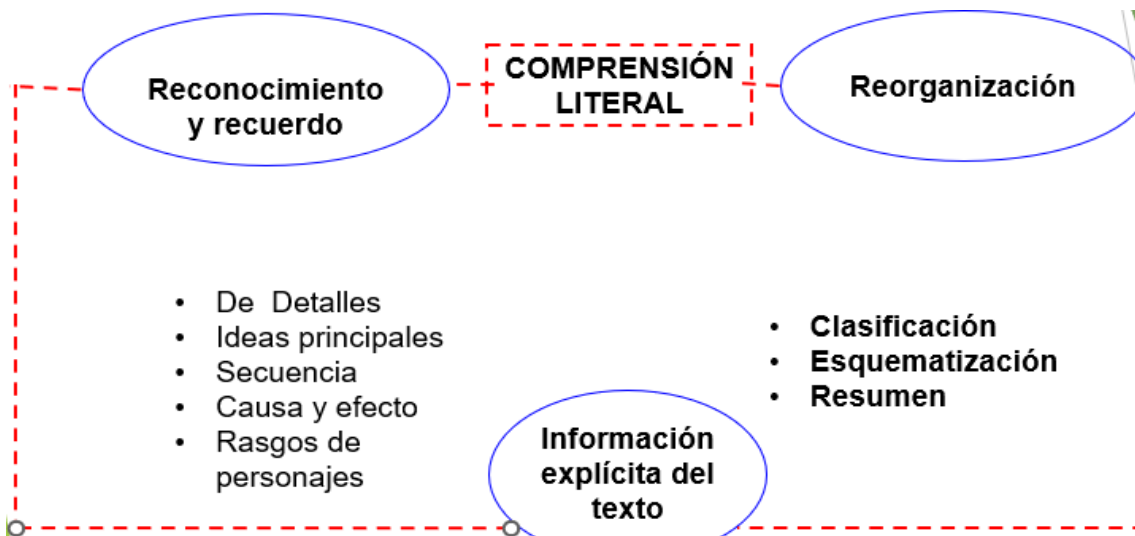 Reconocimiento
y recuerdo
COMPRENSIÓN
LITERAL
Reorganización
• De  Detalles
• Ideas principales
• Secuencia
• Causa y efecto
• Rasgos de
personajes
• Clasificación
• Esquematización
• Resumen
Información
explícita del
texto